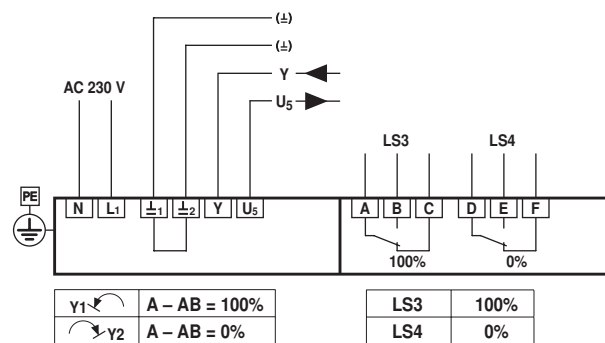 (⊥)
(⊥)
Y
AC 230 V
U5
LS3 LS4
PE
N L1 ⊥1 ⊥2 Y U5 A B C D E F
100% 0%
Y1 A – AB = 100%
Y2 A – AB = 0%
LS3 100%
LS4 0%